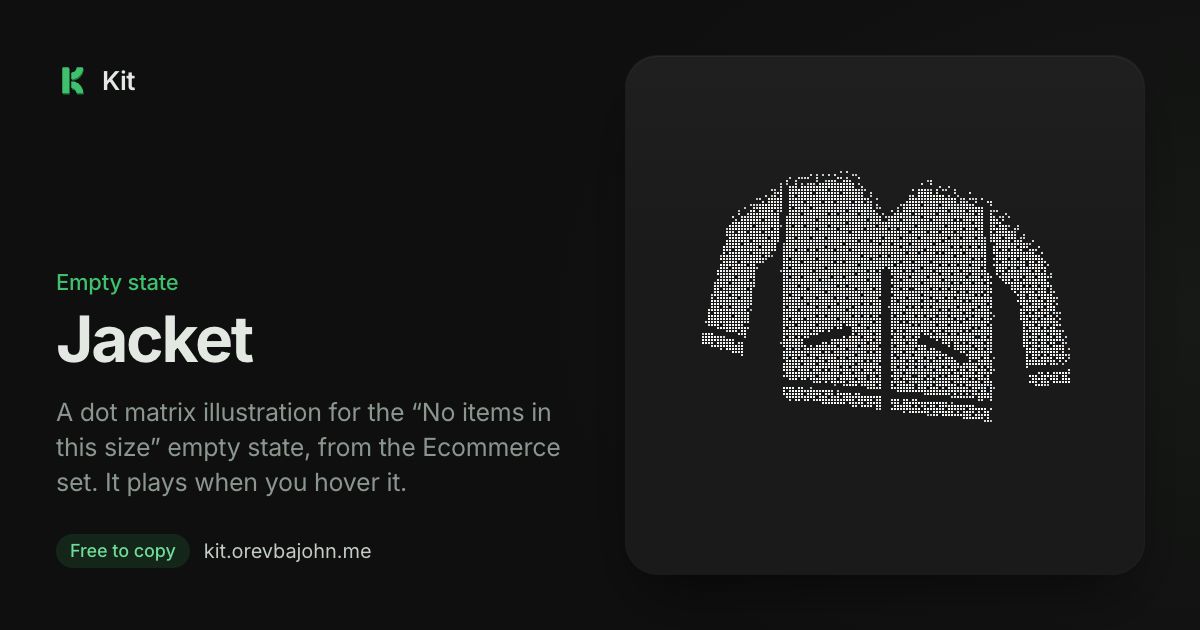 Kit
Empty state
Jacket
A dot matrix illustration for the “No items in
this size” empty state, from the Ecommerce
set. It plays when you hover it.
Free to copy
kit.orevbajohn.me